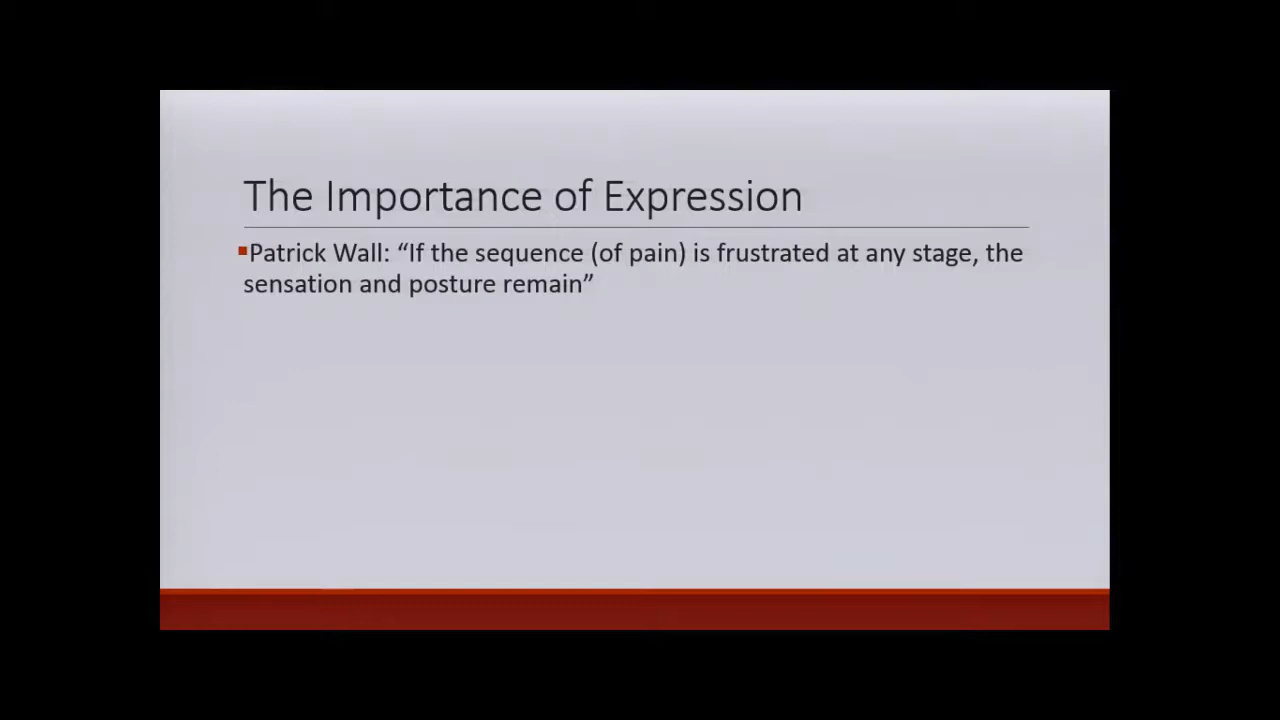 The Importance of Expression
▪Patrick Wall: “If the sequence (of pain) is frustrated at any stage, the
sensation and posture remain”